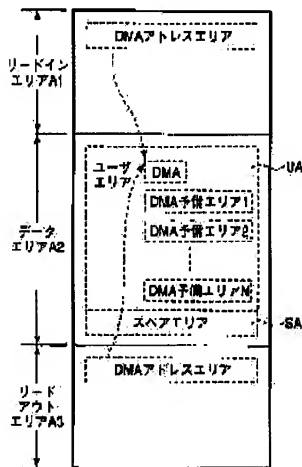 DMAアドレスエリア
リードイン
エリアA1
ユーザ
エリア
UA
DMA
DMA予備エリア1
DMA予備エリア2
データ
エリアA2
DMA予備エリアN
スペアエリア
SA
DMAアドレスエリア
リード
アウト
エリアA3